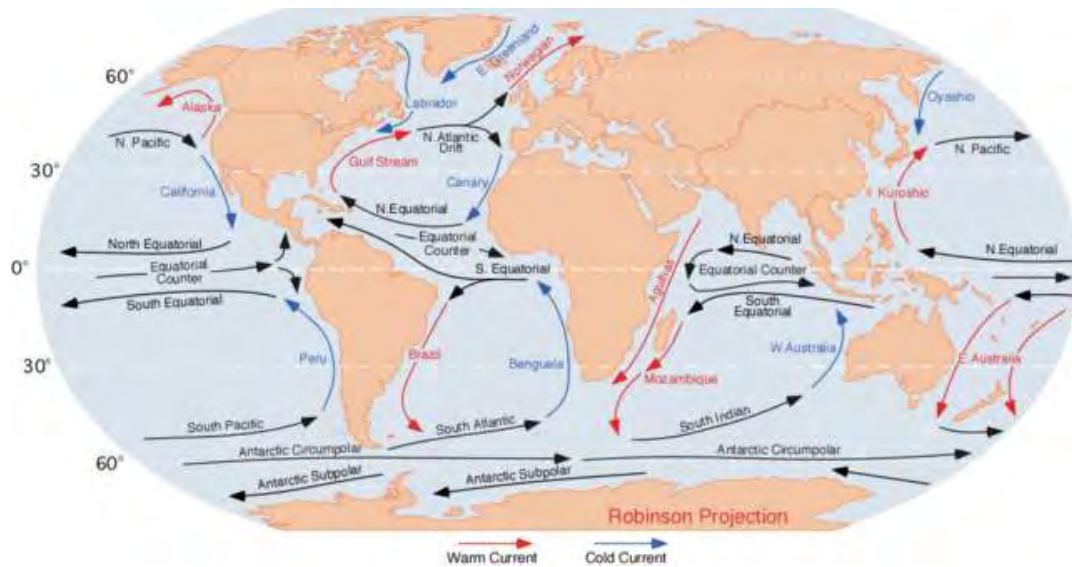 60°
30°
0°
30°
60°
Alaska
N. Pacific
California
North Equatorial
Equatorial
Counter
South Equatorial
Peru
South Pacific
Antarctic Circumpolar
Antarctic Subpolar
Labrador
E. Greenland
Norwegian
N. Atlantic
Drift
Gulf Stream
Canary
N. Equatorial
Equatorial
Counter
S. Equatorial
Brazil
Benguela
South Atlantic
Antarctic Subpolar
Agulhas
Mozambique
N. Equatorial
Equatorial Counter
South
Equatorial
W. Australia
South Indian
Antarctic Circumpolar
Oyashio
N. Pacific
Kuroshio
N. Equatorial
E. Australia
Robinson Projection
Warm Current
Cold Current